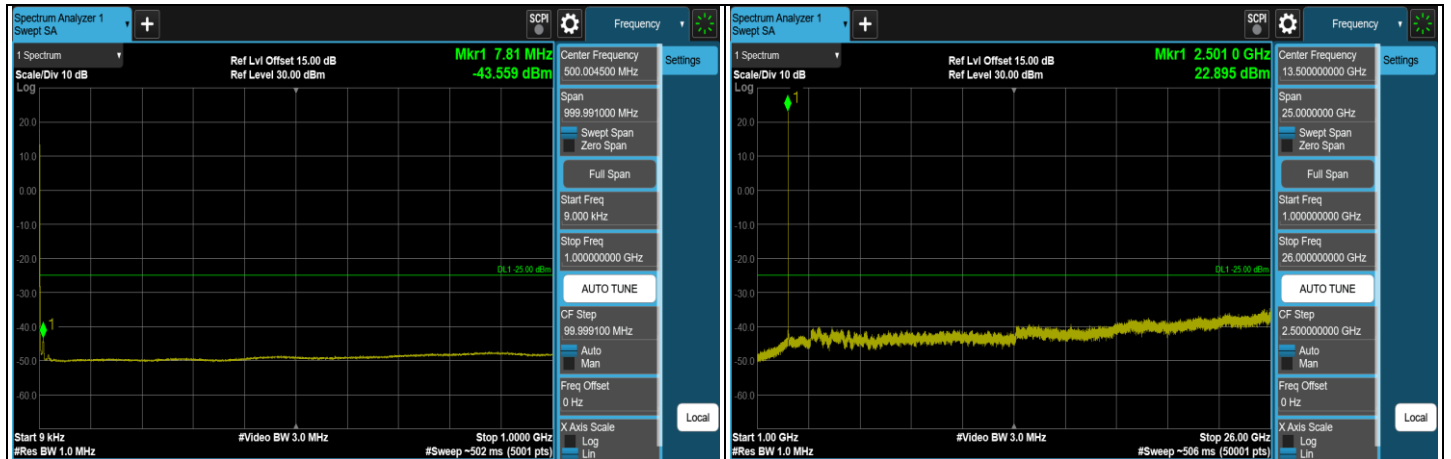 Spectrum Analyzer 1
Swept SA
+
SCPI
Frequency
1 Spectrum
Scale/Div 10 dB
Log
Ref Lvl Offset 15.00 dB
Ref Level 30.00 dBm
Mkr1 7.81 MHz
-43.559 dBm
1
20.0
10.0
0.00
-10.0
-20.0
-30.0
-40.0
-50.0
-60.0
DL1 -25.00 dBm
Start 9 kHz
#Res BW 1.0 MHz
#Video BW 3.0 MHz
Stop 1.0000 GHz
#Sweep ~502 ms (5001 pts)
Center Frequency
500.004500 MHz
Span
999.991000 MHz
Swept Span
Zero Span
Full Span
Start Freq
9.000 kHz
Stop Freq
1.000000000 GHz
AUTO TUNE
CF Step
99.999100 MHz
Auto
Man
Freq Offset
0 Hz
X Axis Scale
Log
Lin
Settings
Local
Spectrum Analyzer 1
Swept SA
+
SCPI
Frequency
1 Spectrum
Scale/Div 10 dB
Log
Ref Lvl Offset 15.00 dB
Ref Level 30.00 dBm
Mkr1 2.501 0 GHz
22.895 dBm
1
20.0
10.0
0.00
-10.0
-20.0
-30.0
-40.0
-50.0
-60.0
DL1 -25.00 dBm
Start 1.00 GHz
#Res BW 1.0 MHz
#Video BW 3.0 MHz
Stop 26.00 GHz
#Sweep ~506 ms (50001 pts)
Center Frequency
13.500000000 GHz
Span
25.0000000 GHz
Swept Span
Zero Span
Full Span
Start Freq
1.000000000 GHz
Stop Freq
26.000000000 GHz
AUTO TUNE
CF Step
2.500000000 GHz
Auto
Man
Freq Offset
0 Hz
X Axis Scale
Log
Lin
Settings
Local